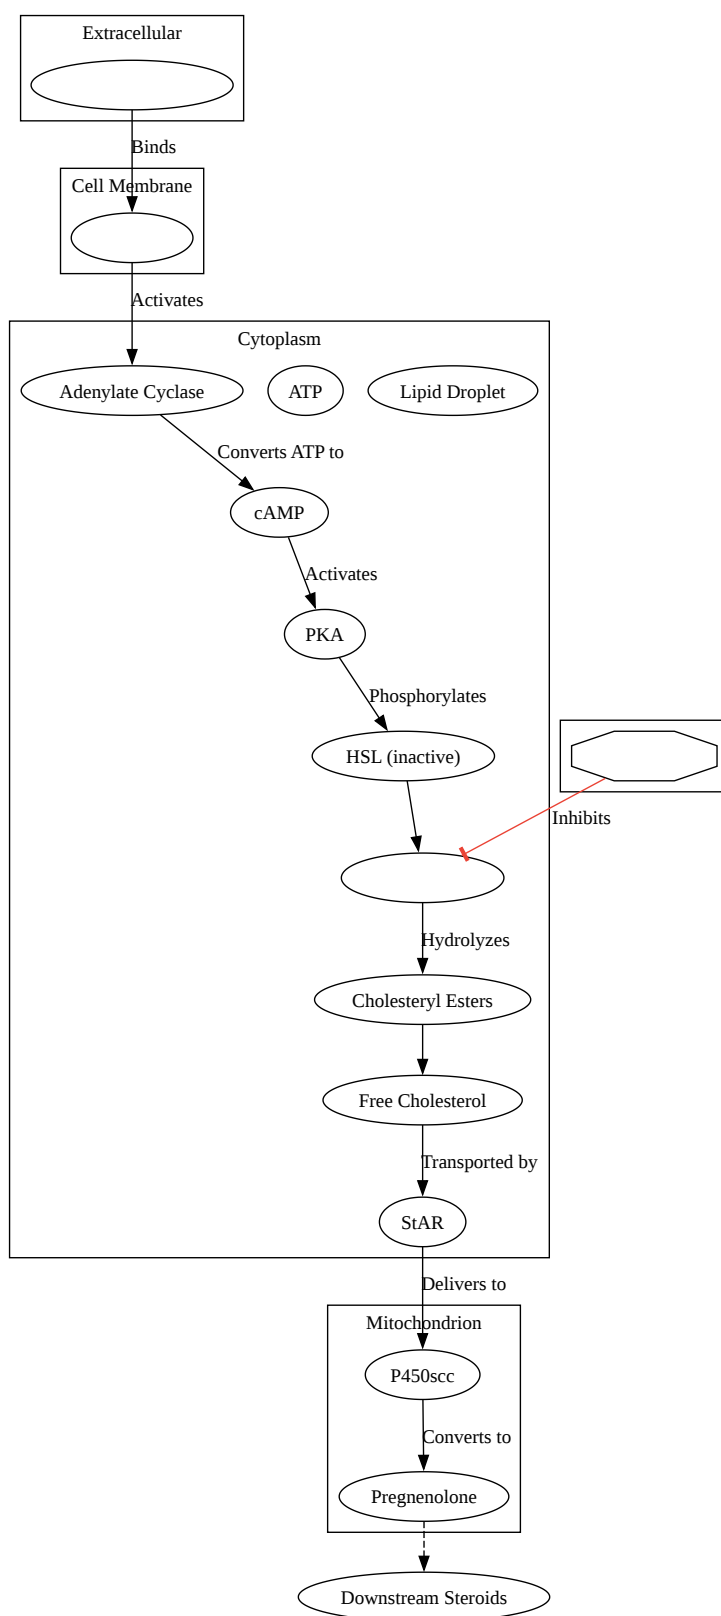 Extracellular
Binds
Cell Membrane
Activates
Cytoplasm
Adenylate Cyclase
ATP
Lipid Droplet
Converts ATP to
cAMP
Activates
PKA
Phosphorylates
HSL (inactive)
Inhibits
Hydrolyzes
Cholesteryl Esters
Free Cholesterol
Transported by
StAR
Delivers to
Mitochondrion
P450scc
Converts to
Pregnenolone
Downstream Steroids